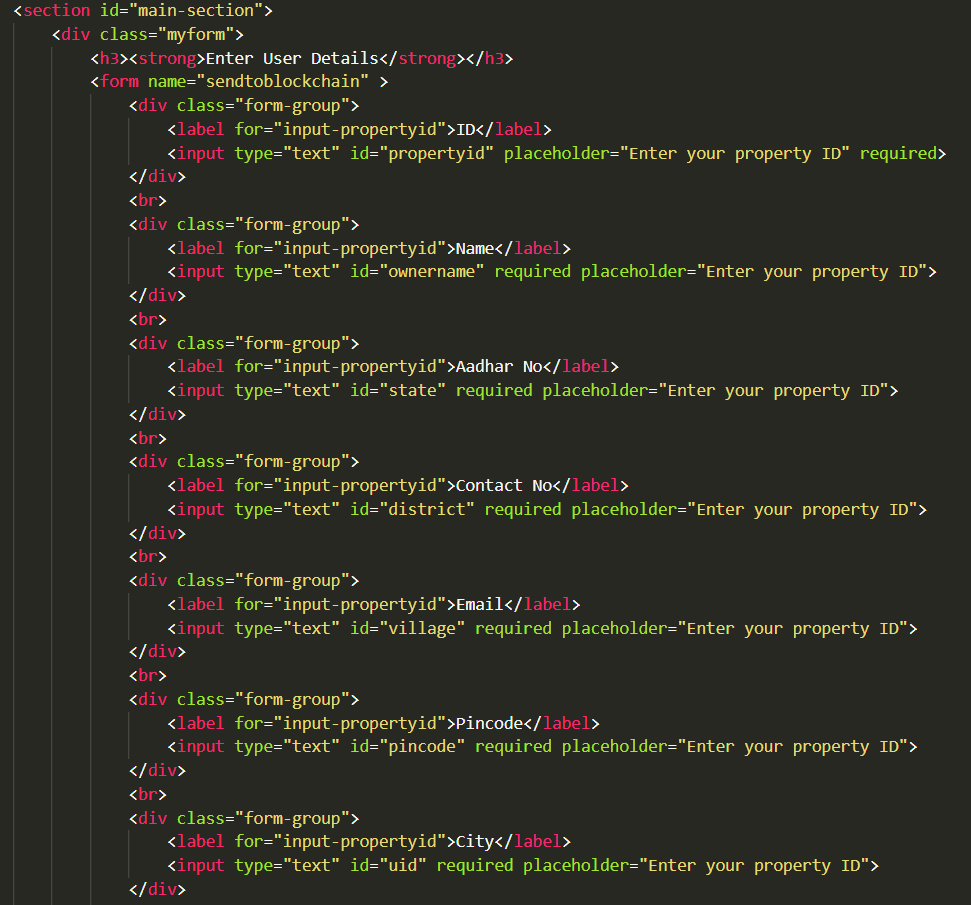 <section id="main-section">
<div class="myform">
<h3><strong>Enter User Details</strong></h3>
<form name="sendtoblockchain" >
<div class="form-group">
<label for="input-propertyid">ID</label>
<input type="text" id="propertyid" placeholder="Enter your property ID" required>
</div>
<br>
<div class="form-group">
<label for="input-propertyid">Name</label>
<input type="text" id="ownername" required placeholder="Enter your property ID">
</div>
<br>
<div class="form-group">
<label for="input-propertyid">Aadhar No</label>
<input type="text" id="state" required placeholder="Enter your property ID">
</div>
<br>
<div class="form-group">
<label for="input-propertyid">Contact No</label>
<input type="text" id="district" required placeholder="Enter your property ID">
</div>
<br>
<div class="form-group">
<label for="input-propertyid">Email</label>
<input type="text" id="village" required placeholder="Enter your property ID">
</div>
<br>
<div class="form-group">
<label for="input-propertyid">Pincode</label>
<input type="text" id="pincode" required placeholder="Enter your property ID">
</div>
<br>
<div class="form-group">
<label for="input-propertyid">City</label>
<input type="text" id="uid" required placeholder="Enter your property ID">
</div>